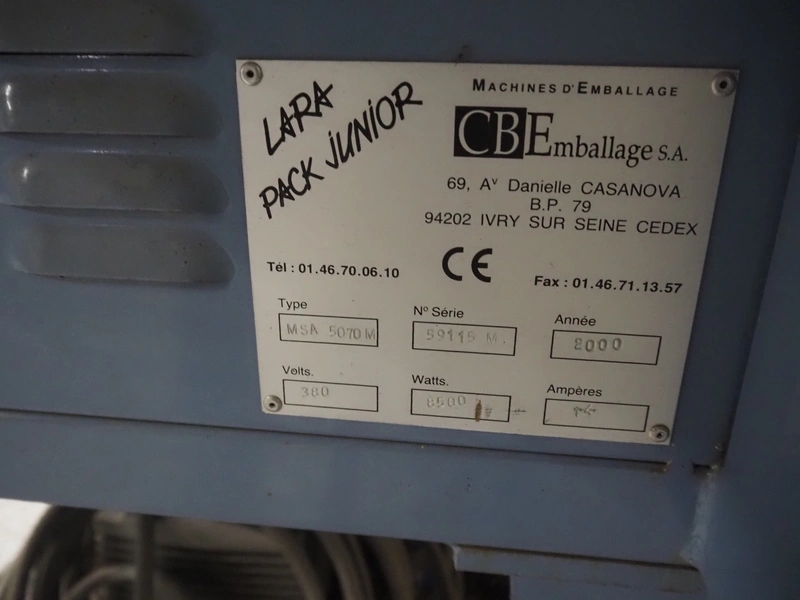 LARA
PACK JUNIOR
MACHINES D'EMBALLAGE
CBEmballage S.A.
69, Av Danielle CASANOVA
B.P. 79
94202 IVRY SUR SEINE CEDEX
CE
Tél : 01.46.70.06.10
Fax : 01.46.71.13.57
Type
MSA 5070 M
No Série
59115 M.
Année
2000
Volts.
380
Watts.
8500
Ampères